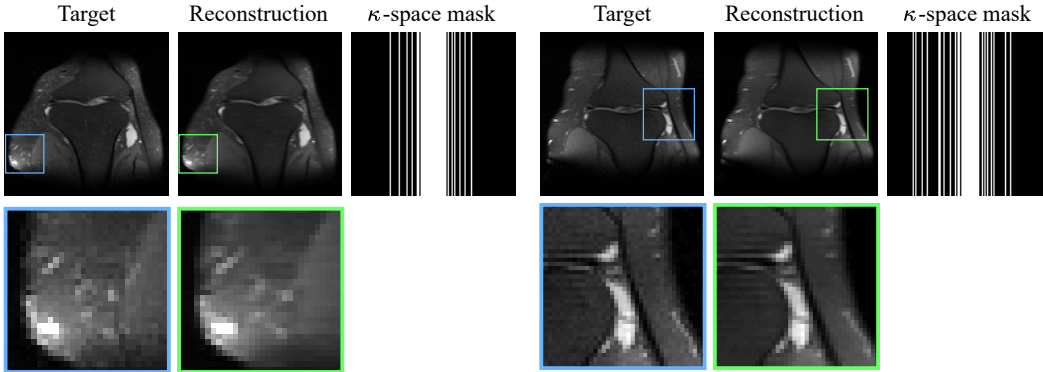 Target Reconstruction κ-space mask Target Reconstruction κ-space mask